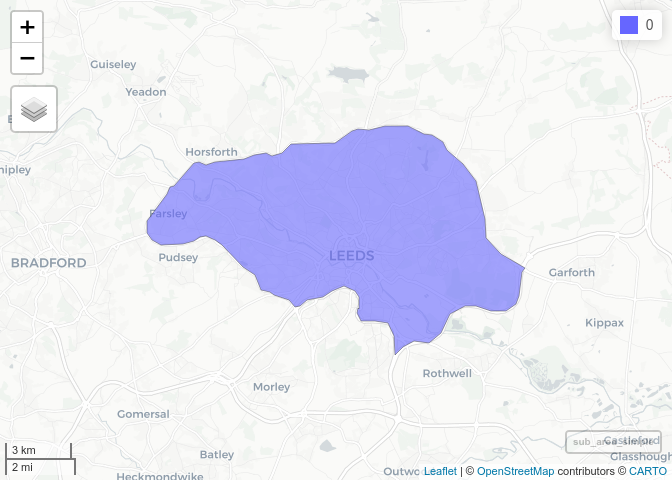 +
−
0
Guiseley
Yeadon
Horsforth
hipley
Farsley
LEEDS
BRADFORD
Pudsey
Garforth
Kippax
Rothwell
Morley
Gomersal
Batley
Heckmondwike
Castleford
sub_area_simple
Glasshough
Outwo
3 km
2 mi
Leaflet | © OpenStreetMap contributors © CARTO